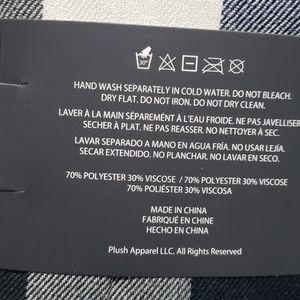 30°
HAND WASH SEPARATELY IN COLD WATER. DO NOT BLEACH.
DRY FLAT. DO NOT IRON. DO NOT DRY CLEAN.
LAVER À LA MAIN SÉPARÉMENT À L'EAU FROIDE. NE PAS JAVELLISER
SECHER À PLAT. NE PAS REASSER. NO NETTOYER À SEC.
LAVAR SEPARADO A MANO EN AGUA FRÍA. NO USAR LEJÍA.
SECAR EXTENDIDO. NO PLANCHAR. NO LAVAR EN SECO.
70% POLYESTER 30% VISCOSE / 70% POLYESTER 30% VISCOSE
70% POLIÉSTER 30% VISCOSA
MADE IN CHINA
FABRIQUÉ EN CHINE
HECHO EN CHINA
Plush Apparel LLC. All Rights Reserved